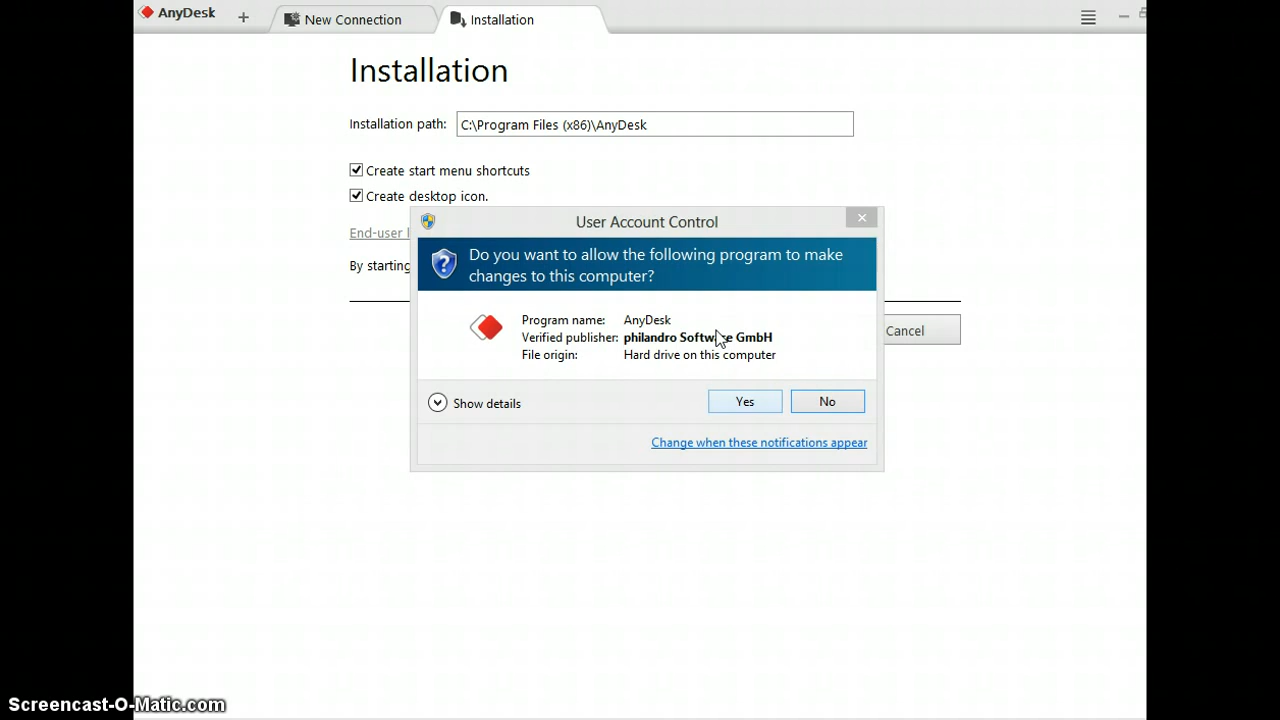 AnyDesk
New Connection
Installation
Installation
Installation path:
C:\Program Files (x86)\AnyDesk
Create start menu shortcuts
Create desktop icon.
End-user l
By starting
Cancel
User Account Control
Do you want to allow the following program to make
changes to this computer?
Program name: AnyDesk
Verified publisher: philandro Software GmbH
File origin: Hard drive on this computer
Show details
Yes
No
Change when these notifications appear
Screencast-O-Matic.com